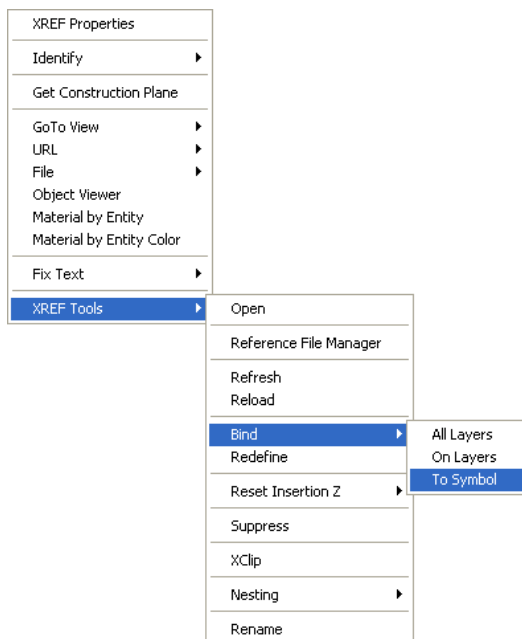 XREF Properties
Identify
Get Construction Plane
GoTo View
URL
File
Object Viewer
Material by Entity
Material by Entity Color
Fix Text
XREF Tools
Open
Reference File Manager
Refresh
Reload
Bind
Redefine
Reset Insertion Z
Suppress
XClip
Nesting
Rename
All Layers
On Layers
To Symbol